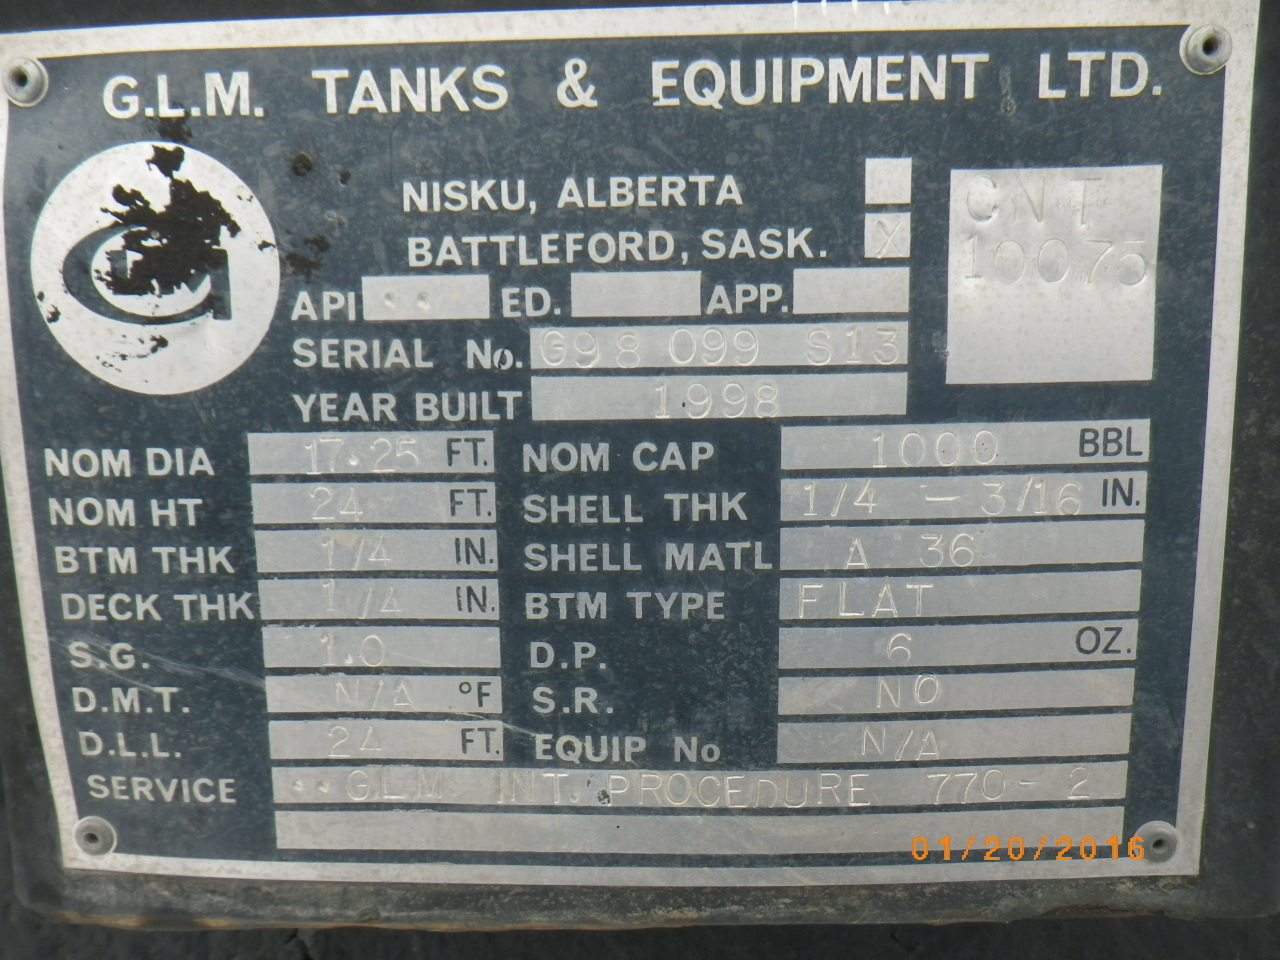 G.L.M. TANKS & EQUIPMENT LTD.
NISKU, ALBERTA
BATTLEFORD, SASK. X
CNT
10075
API .. ED. APP.
SERIAL No. G98 099 S13
YEAR BUILT 1998
NOM DIA 17.25 FT. NOM CAP 1000 BBL
NOM HT 24 FT. SHELL THK 1/4 - 3/16 IN.
BTM THK 1/4 IN. SHELL MATL A 36
DECK THK 1/4 IN. BTM TYPE FLAT
S.G. 1.0 D.P. 6 OZ.
D.M.T. N/A °F S.R. NO
D.L.L. 24 FT. EQUIP No N/A
SERVICE ..G.L.M. INT. PROCEDURE 770-2
01/20/2016